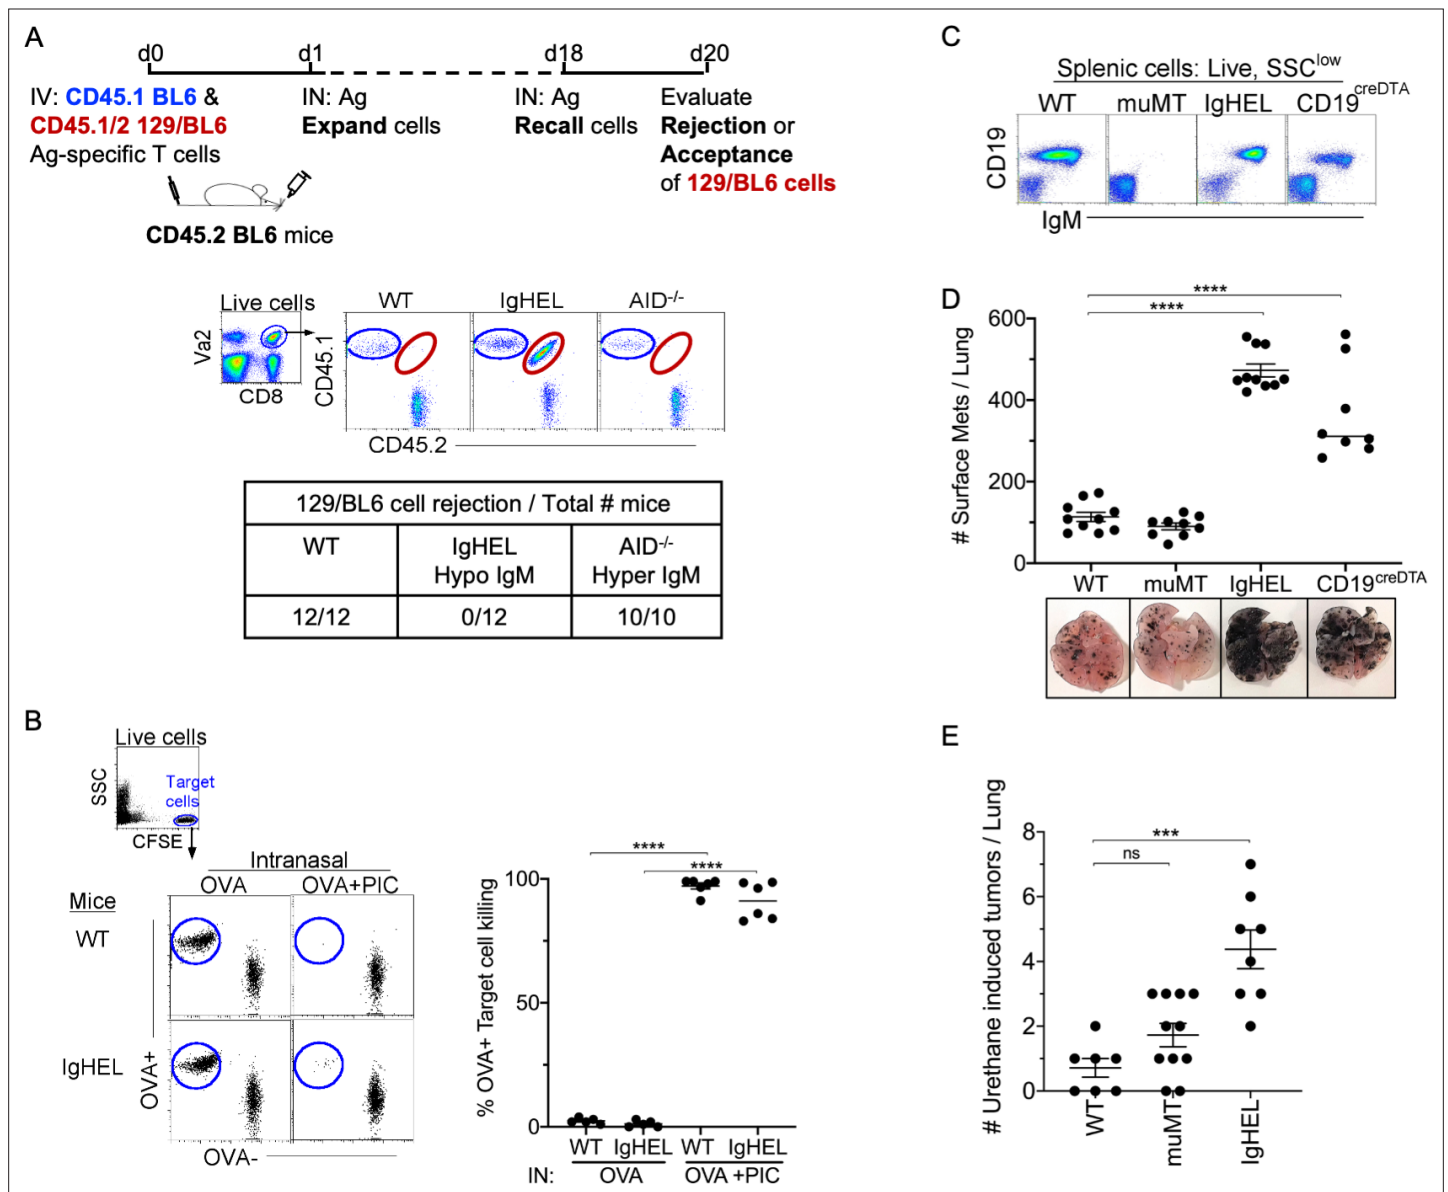 A
d0 d1 d18 d20
IV: CD45.1 BL6 &
CD45.1/2 129/BL6
Ag-specific T cells
IN: Ag
Expand cells
IN: Ag
Recall cells
Evaluate
Rejection or
Acceptance
of 129/BL6 cells
CD45.2 BL6 mice
Live cells
Va2
CD8
WT IgHEL AID-/-
CD45.1
CD45.2
129/BL6 cell rejection / Total # mice
WT
IgHEL
Hypo IgM
AID-/-
Hyper IgM
12/12 0/12 10/10
B
Live cells
SSC
Target
cells
CFSE
Intranasal
OVA OVA+PIC
Mice
WT
IgHEL
OVA+
OVA-
% OVA+ Target cell killing
100
50
0
****
****
WT IgHEL WT IgHEL
IN: OVA OVA +PIC
C
Splenic cells: Live, SSClow
WT muMT IgHEL CD19creDTA
CD19
IgM
D
# Surface Mets / Lung
600
400
200
0
****
****
WT muMT IgHEL CD19creDTA
E
# Urethane induced tumors / Lung
8
6
4
2
0
***
ns
WT
muMT
IgHEL